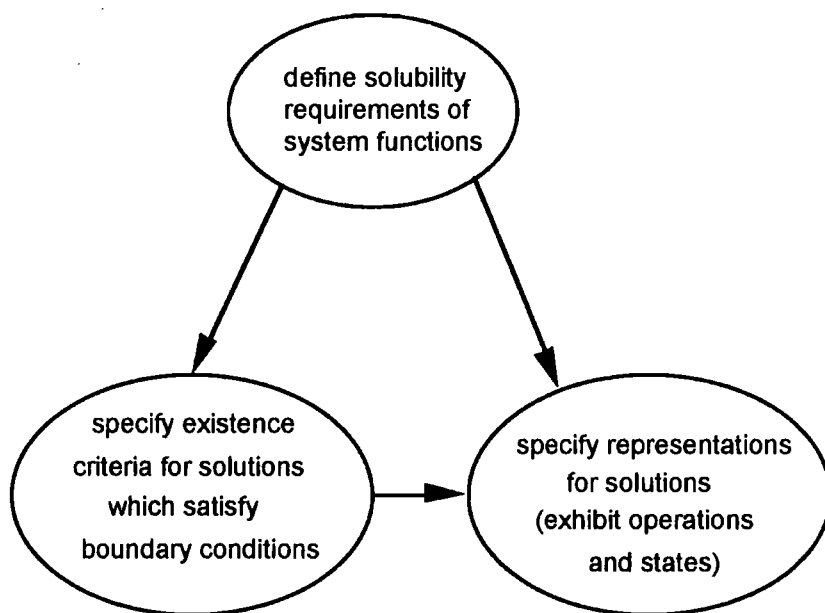 define solubility
requirements of
system functions
specify existence
criteria for solutions
which satisfy
boundary conditions
specify representations
for solutions
(exhibit operations
and states)